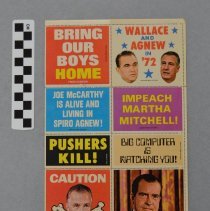 BRING
OUR
BOYS
HOME
WALLACE
AND
AGNEW
IN
'72
JOE McCARTHY
IS ALIVE AND
LIVING IN
SPIRO AGNEW!
IMPEACH
MARTHA
MITCHELL!
PUSHERS
KILL!
BIG COMPUTER
IS
WATCHING YOU!
CAUTION